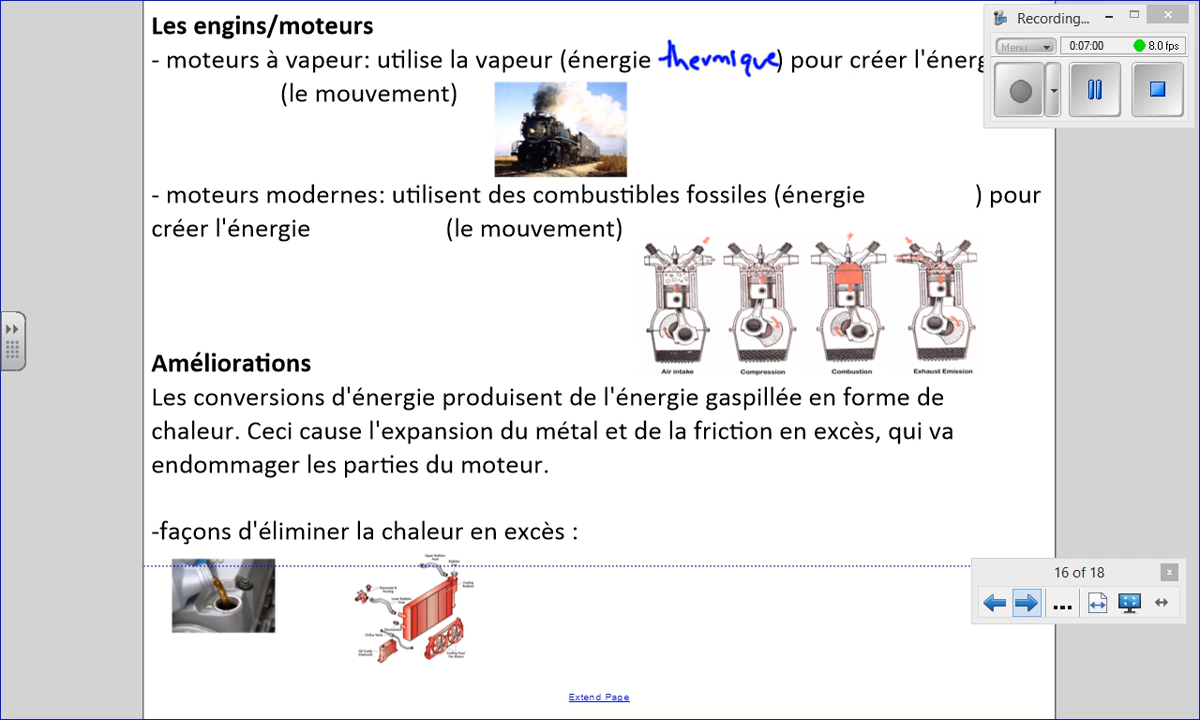 Les engins/moteurs
- moteurs à vapeur: utilise la vapeur (énergie thermique) pour créer l'énerg
(le mouvement)
- moteurs modernes: utilisent des combustibles fossiles (énergie ) pour
créer l'énergie (le mouvement)
Air intake Compression Combustion Exhaust Emission
Améliorations
Les conversions d'énergie produisent de l'énergie gaspillée en forme de
chaleur. Ceci cause l'expansion du métal et de la friction en excès, qui va
endommager les parties du moteur.
-façons d'éliminer la chaleur en excès :
Extend Page
Recording...
Menu 0:07:00 8.0 fps
16 of 18